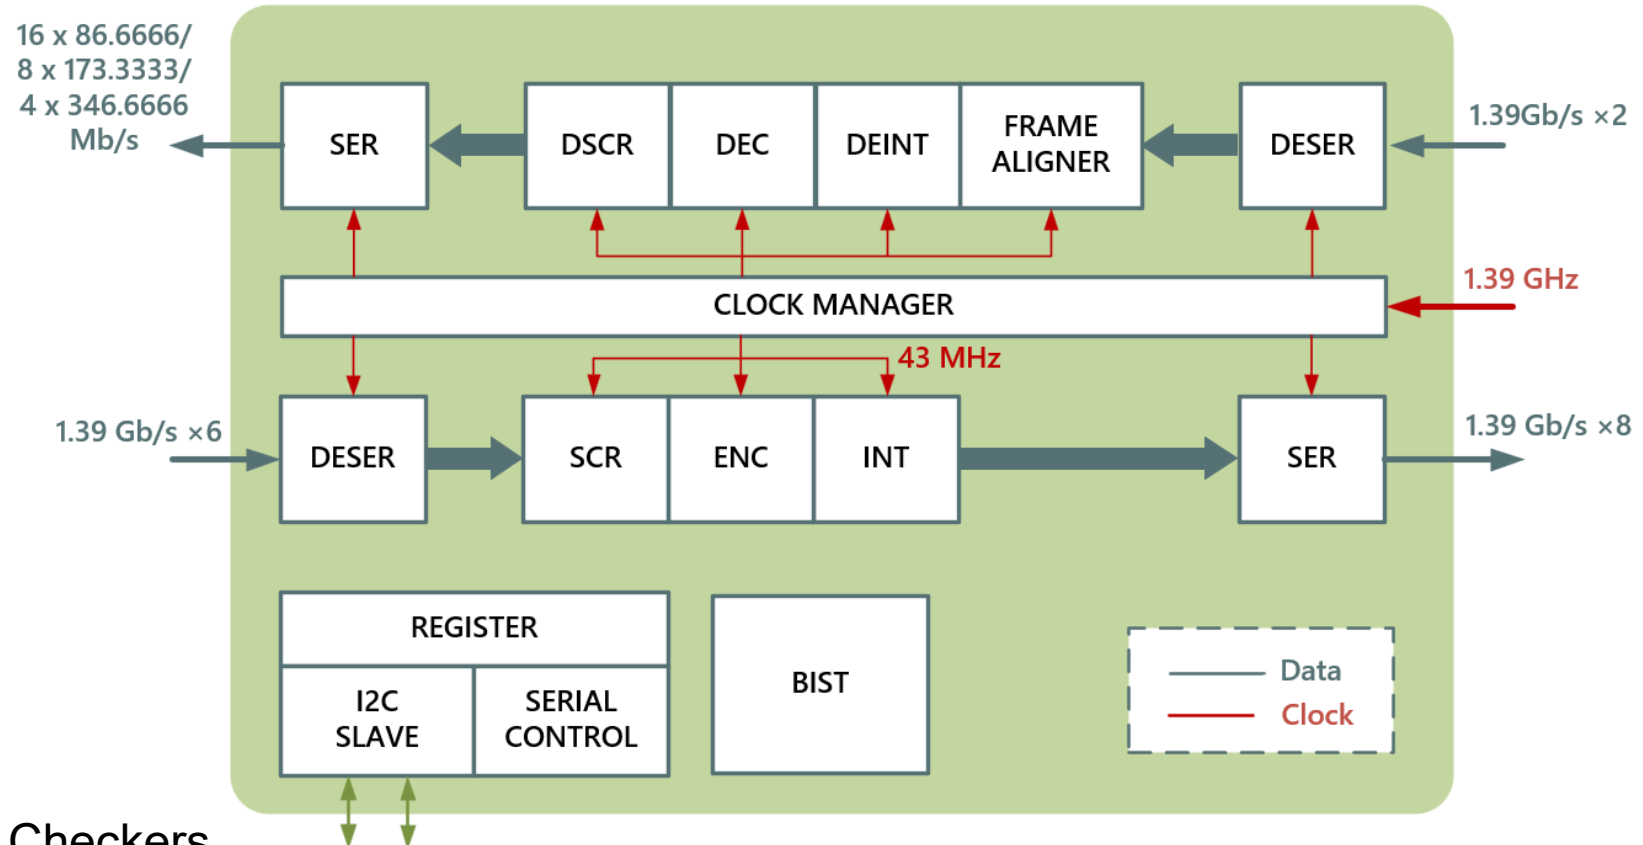 16 x 86.6666/
8 x 173.3333/
4 x 346.6666
Mb/s
SER
DSCR
DEC
DEINT
FRAME
ALIGNER
DESER
1.39Gb/s ×2
CLOCK MANAGER
1.39 GHz
43 MHz
1.39 Gb/s ×6
DESER
SCR
ENC
INT
SER
1.39 Gb/s ×8
REGISTER
I2C
SLAVE
SERIAL
CONTROL
BIST
Data
Clock
Checkers